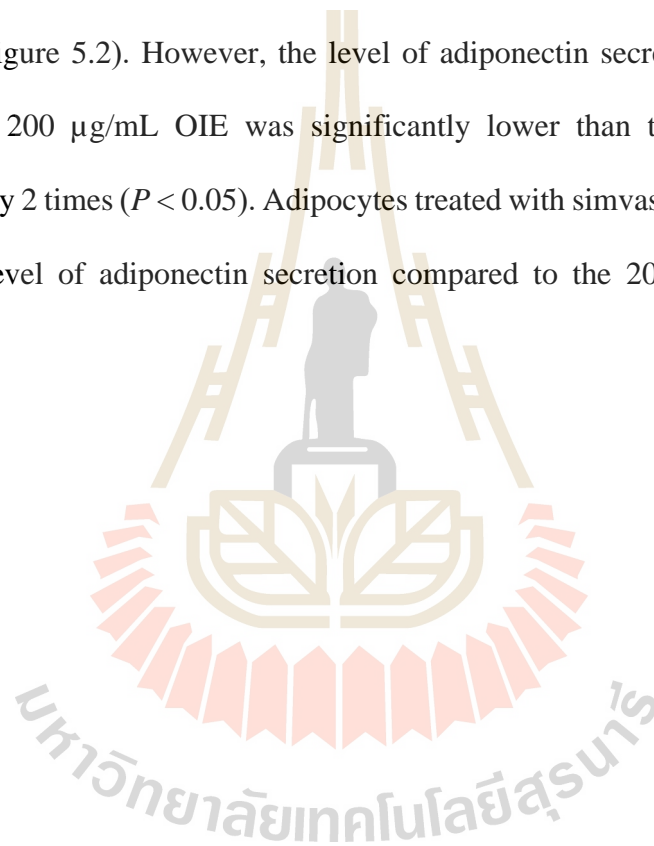 igure 5.2). However, the level of adiponectin secre
200 µg/mL OIE was significantly lower than t
y 2 times (P < 0.05). Adipocytes treated with simvas
evel of adiponectin secretion compared to the 20
มหาวิทยาลัยเทคโนโลยีสุรนารี